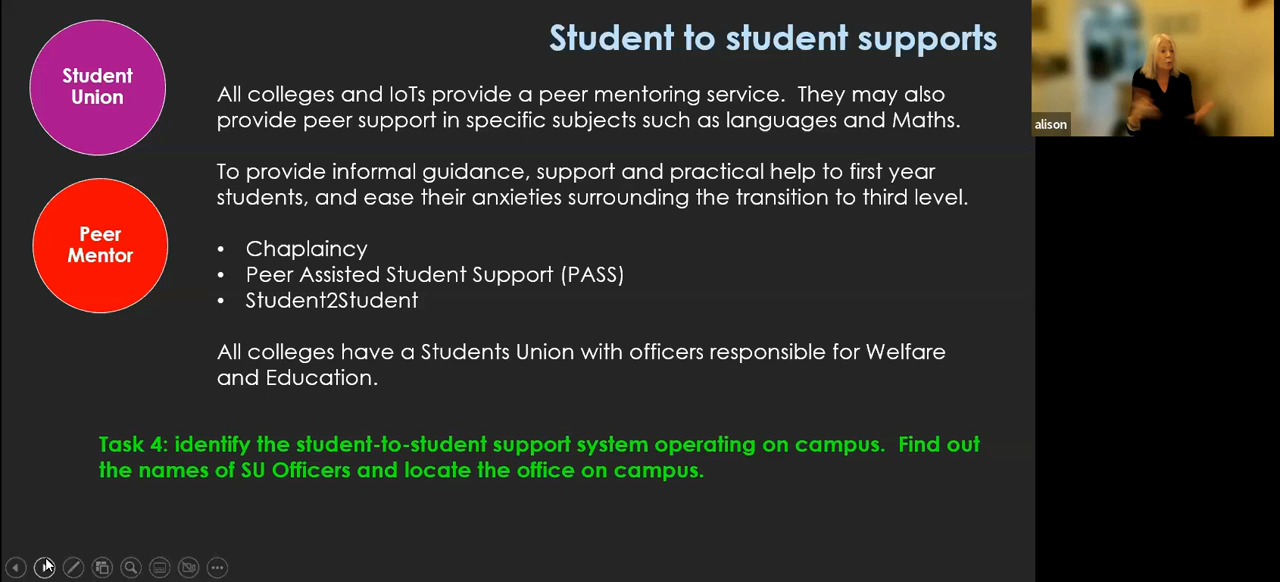 Student to student supports
Student
Union
All colleges and IoTs provide a peer mentoring service.  They may also
provide peer support in specific subjects such as languages and Maths.
To provide informal guidance, support and practical help to first year
students, and ease their anxieties surrounding the transition to third level.
Peer
Mentor
• Chaplaincy
• Peer Assisted Student Support (PASS)
• Student2Student
All colleges have a Students Union with officers responsible for Welfare
and Education.
Task 4: identify the student-to-student support system operating on campus.  Find out
the names of SU Officers and locate the office on campus.
alison